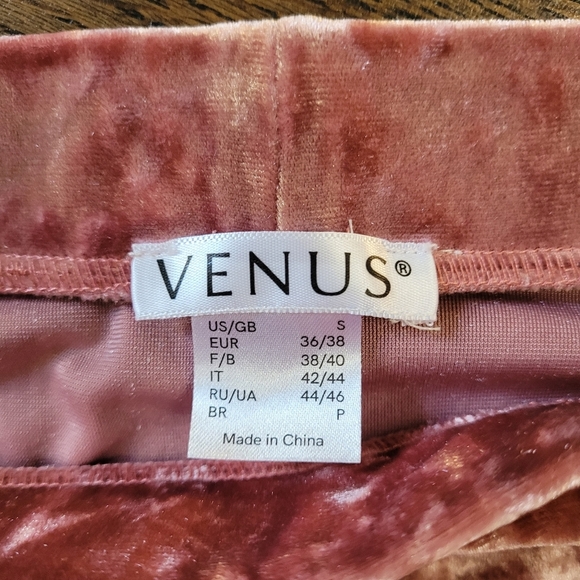 VENUS®
US/GB S
EUR 36/38
F/B 38/40
IT 42/44
RU/UA 44/46
BR P
Made in China